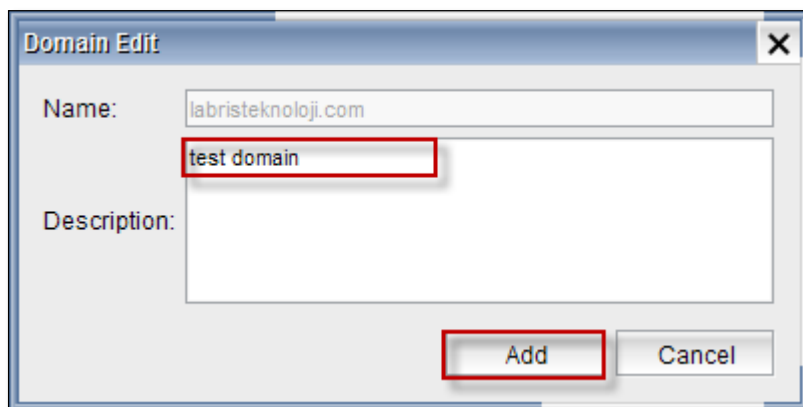 Domain Edit
Name: labristeknoloji.com
test domain
Description:
Add Cancel